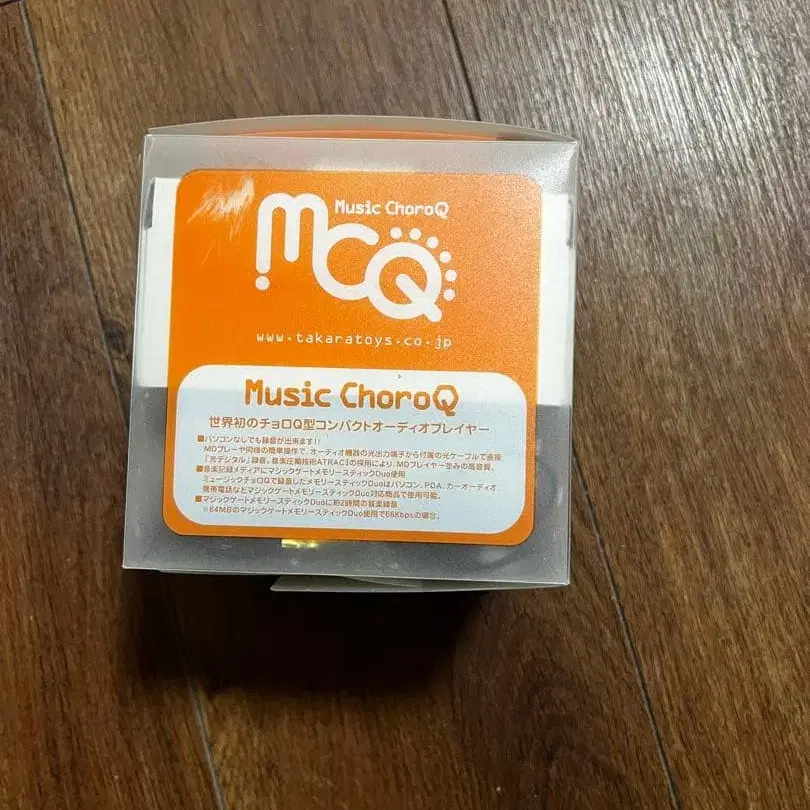 Music ChoroQ
MCQ
www.takaratoys.co.jp
Music ChoroQ
世界初のチョロQ型コンパクトオーディオプレイヤー
■パソコンなしでも録音が出来ます!!
MDプレーヤ同様の簡単操作で、オーディオ機器の光出力端子から付属の光ケーブルで直接
『光デジタル』録音。音楽圧縮技術ATRAC3の採用により、MDプレイヤー並みの高音質。
■音楽記録メディアにマジックゲートメモリースティックDuo使用
ミュージックチョロQで録音したメモリースティックDuoはパソコン、PDA、カーオーディオ、
携帯電話などマジックゲートメモリースティックDuo対応商品で使用可能。
■マジックゲートメモリースティックDuoに約2時間の音楽録音
※64MBのマジックゲートメモリースティックDuo使用で66Kbpsの場合。